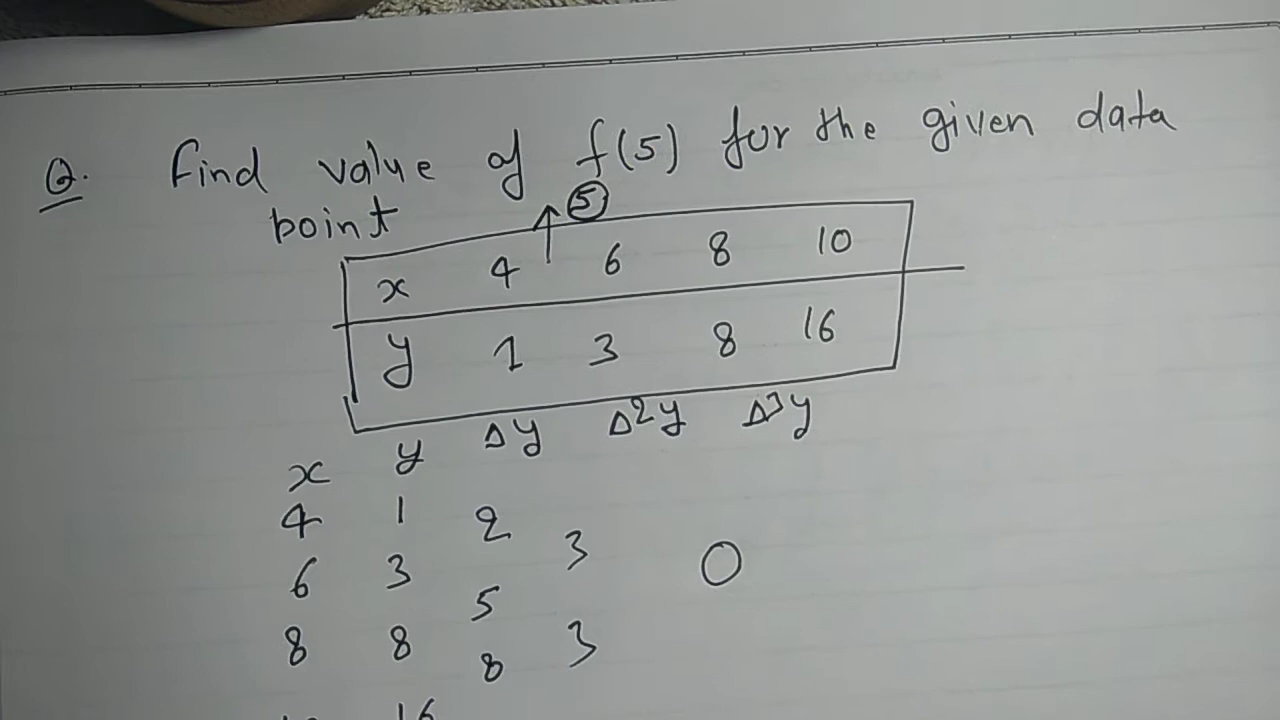 Q. Find value of f(5) for the given data
point ↑ ⑤
x 4 6 8 10
y 1 3 8 16
x y Δy Δ²y Δ³y
4 1 2
3 0
6 3
5
8 8 3
8
16